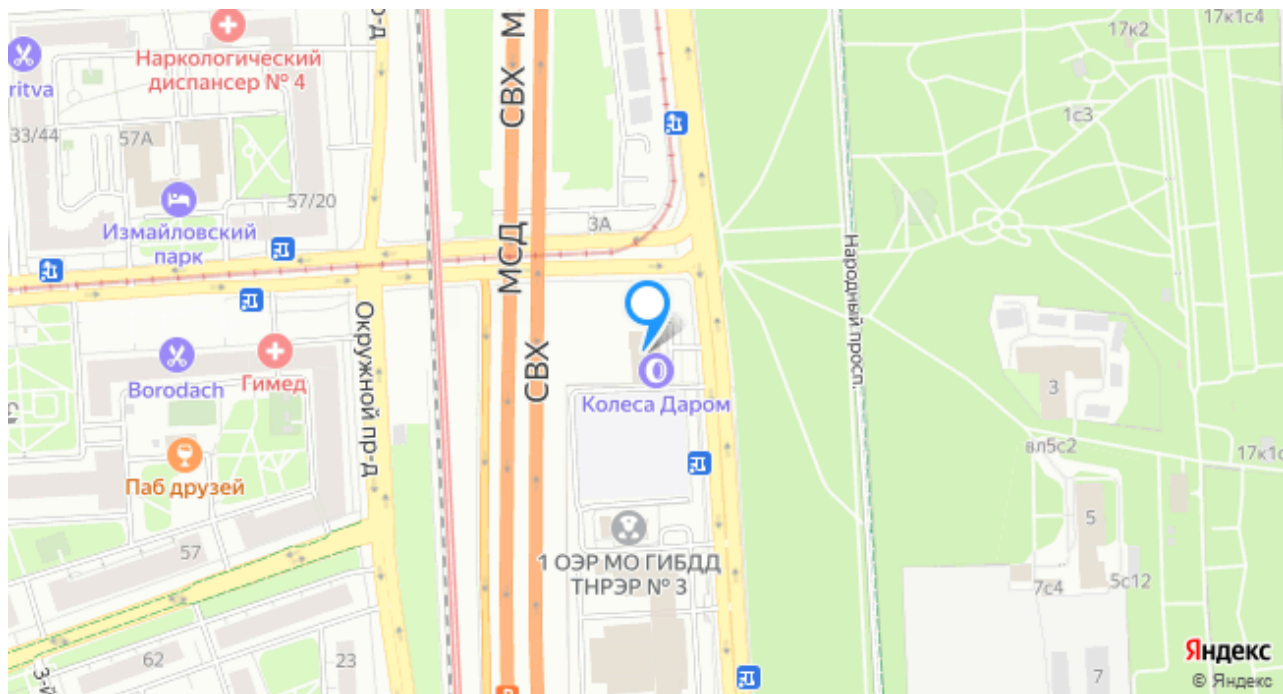 о-д
СВХ
М
17к2
17к1с4
Наркологический
диспансер № 4
ritva
1с3
33/44
57А
57/20
3А
Измайловский
парк
МСД
Народный просп.
Окружной пр-д
СВХ
Borodach
Гимед
Колеса Даром
3
вл5с2
17к1с
Паб друзей
5
57
1 ОЭР МО ГИБДД
ТНРЭР № 3
7с4
5с12
62
23
3-й
7
Яндекс
© Яндекс